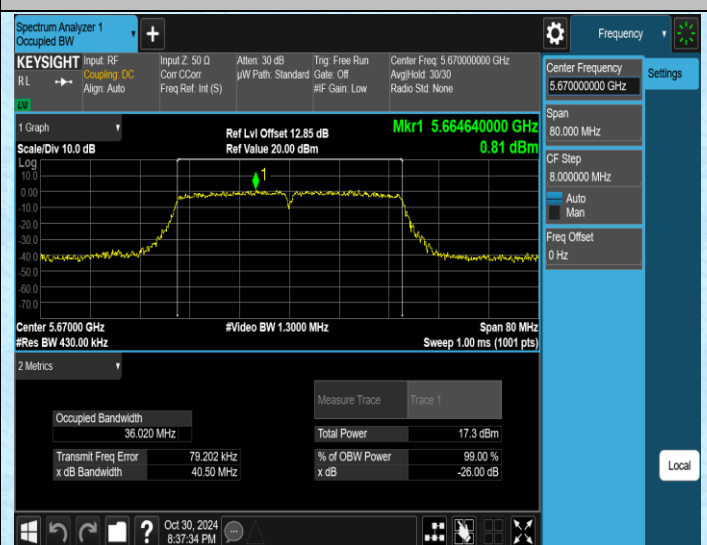 Spectrum Analyzer 1
Occupied BW
+
Frequency
KEYSIGHT
RL
LXI
Input: RF
Coupling: DC
Align: Auto
Input Z: 50 Ω
Corr CCorr
Freq Ref: Int (S)
Atten: 30 dB
µW Path: Standard
Trig: Free Run
Gate: Off
#IF Gain: Low
Center Freq: 5.670000000 GHz
Avg|Hold: 30/30
Radio Std: None
Center Frequency
5.670000000 GHz
Settings
Span
80.000 MHz
CF Step
8.000000 MHz
Auto
Man
Freq Offset
0 Hz
1 Graph
Scale/Div 10.0 dB
Ref Lvl Offset 12.85 dB
Ref Value 20.00 dBm
Mkr1 5.664640000 GHz
0.81 dBm
Log
10.0
0.00
-10.0
-20.0
-30.0
-40.0
-50.0
-60.0
-70.0
1
Center 5.67000 GHz
#Res BW 430.00 kHz
#Video BW 1.3000 MHz
Span 80 MHz
Sweep 1.00 ms (1001 pts)
2 Metrics
Measure Trace Trace 1
Occupied Bandwidth
36.020 MHz
Total Power 17.3 dBm
Transmit Freq Error 79.202 kHz
% of OBW Power 99.00 %
x dB Bandwidth 40.50 MHz
x dB -26.00 dB
Local
?
Oct 30, 2024
8:37:34 PM